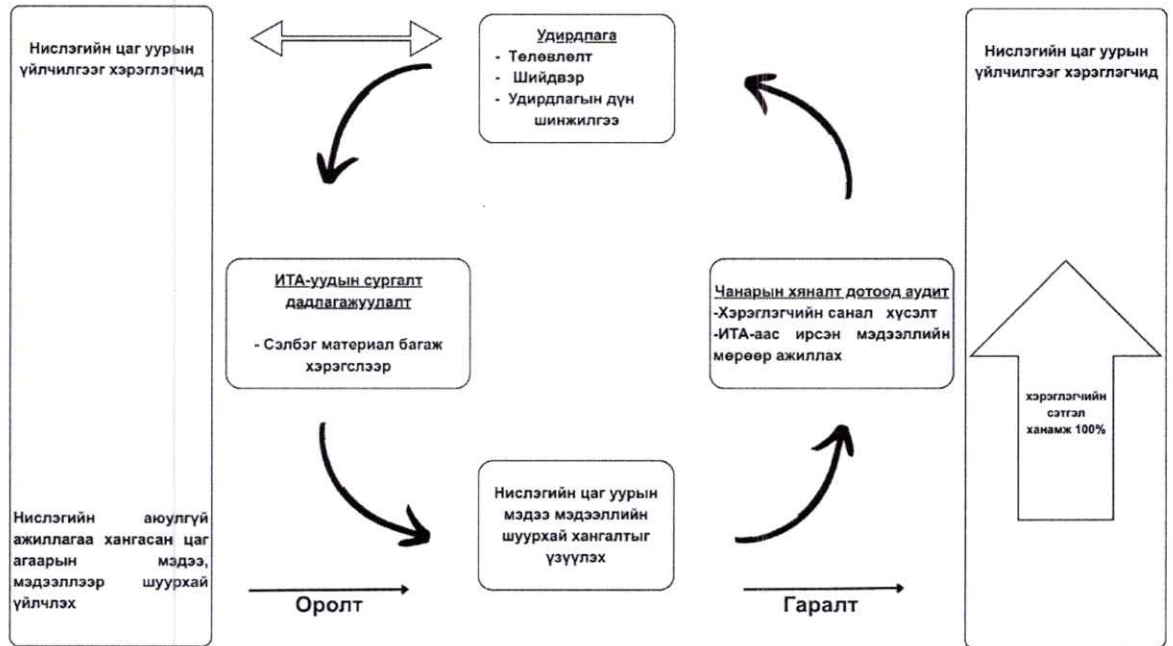 Нислэгийн цаг уурын
үйлчилгээг хэрэглэгчид
Нислэгийн аюулгүй
ажиллагаа хангасан цаг
агаарын мэдээ,
мэдээллээр шуурхай
үйлчлэх
Удирдлага
- Төлөвлөлт
- Шийдвэр
- Удирдлагын дүн
шинжилгээ
ИТА-уудын сургалт
дадлагажуулалт
- Сэлбэг материал багаж
хэрэгслээр
Нислэгийн цаг уурын
мэдээ мэдээллийн
шуурхай хангалтыг
үзүүлэх
Чанарын хяналт дотоод аудит
-Хэрэглэгчийн санал хүсэлт
-ИТА-аас ирсэн мэдээллийн
мөрөөр ажиллах
Оролт
Гаралт
Нислэгийн цаг уурын
үйлчилгээг хэрэглэгчид
хэрэглэгчийн
сэтгэл
ханамж 100%